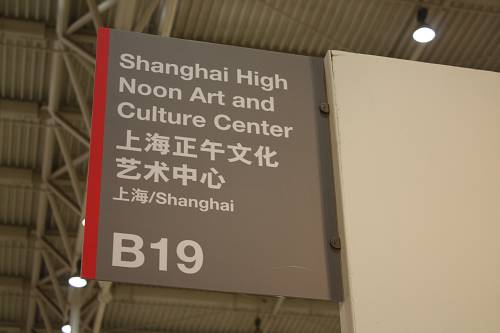 Shanghai High
Noon Art and
Culture Center
上海正午文化
艺术中心
上海/Shanghai
B19